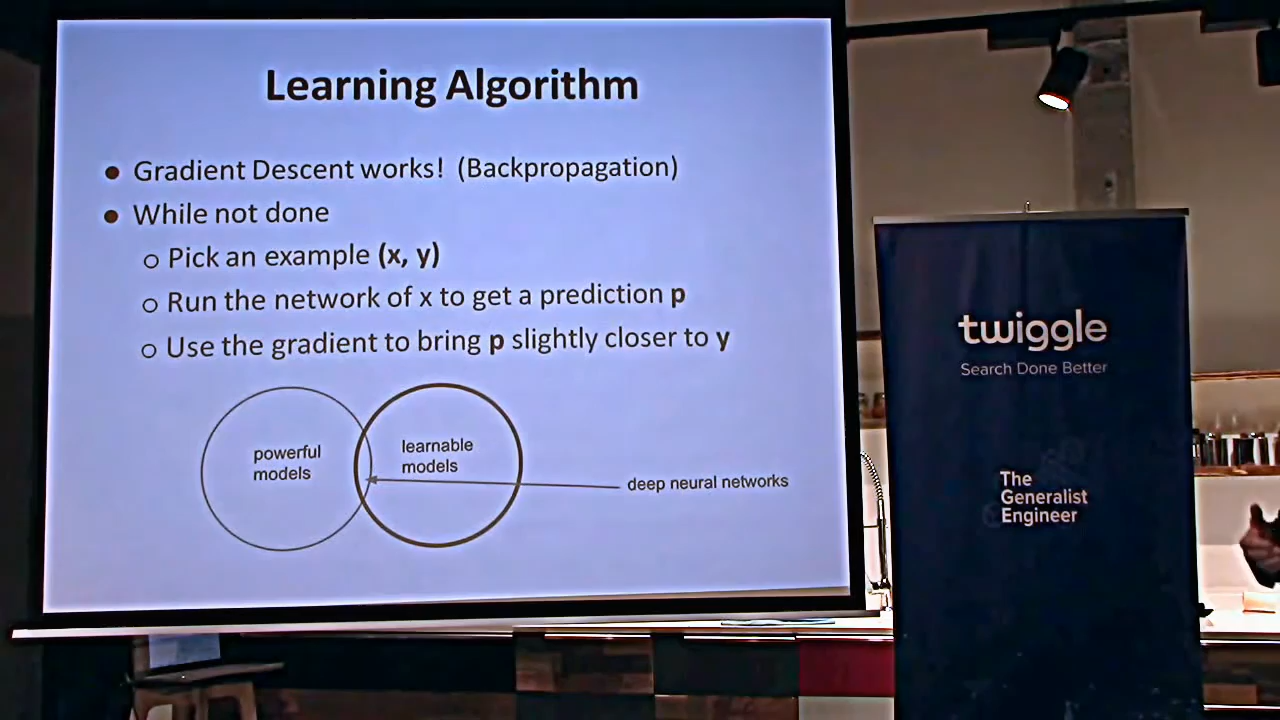 Learning Algorithm
● Gradient Descent works! (Backpropagation)
● While not done
○ Pick an example (x, y)
○ Run the network of x to get a prediction p
○ Use the gradient to bring p slightly closer to y
powerful
models
learnable
models
deep neural networks
twiggle
Search Done Better
The
Generalist
Engineer